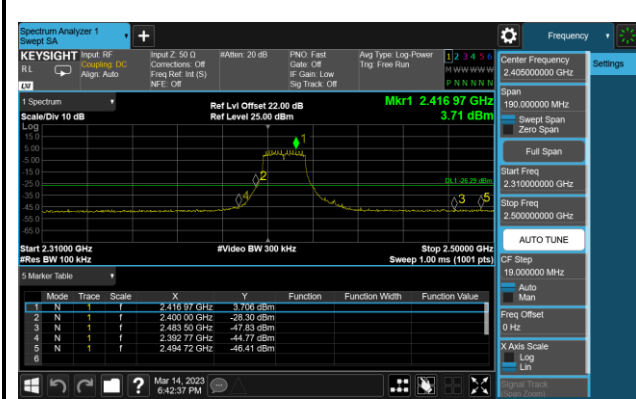 Spectrum Analyzer 1
Swept SA
Frequency
KEYSIGHT
Input: RF
Coupling: DC
Align: Auto
Input Z: 50 Ω
Corrections: Off
Freq Ref: Int (S)
NFE: Off
#Atten: 20 dB
PNO: Fast
Gate: Off
IF Gain: Low
Sig Track: Off
Avg Type: Log-Power
Trig: Free Run
1 2 3 4 5 6
M W W W W W
P N N N N N
RL
LXI
1 Spectrum
Scale/Div 10 dB
Ref Lvl Offset 22.00 dB
Ref Level 25.00 dBm
Mkr1 2.416 97 GHz
3.71 dBm
Log
15.0
5.00
-5.00
-15.0
-25.0
-35.0
-45.0
-55.0
-65.0
1
2
4
3
5
DL1 -26.29 dBm
Start 2.31000 GHz
#Video BW 300 kHz
Stop 2.50000 GHz
#Res BW 100 kHz
Sweep 1.00 ms (1001 pts)
5 Marker Table
Mode Trace Scale X Y Function Function Width Function Value
1 N 1 f 2.416 97 GHz 3.706 dBm
2 N 1 f 2.400 00 GHz -28.30 dBm
3 N 1 f 2.483 50 GHz -47.83 dBm
4 N 1 f 2.392 77 GHz -44.77 dBm
5 N 1 f 2.494 72 GHz -46.41 dBm
6
Mar 14, 2023
6:42:37 PM
Center Frequency
2.405000000 GHz
Settings
Span
190.000000 MHz
Swept Span
Zero Span
Full Span
Start Freq
2.310000000 GHz
Stop Freq
2.500000000 GHz
AUTO TUNE
CF Step
19.000000 MHz
Auto
Man
Freq Offset
0 Hz
X Axis Scale
Log
Lin
Signal Track
(Span Zoom)